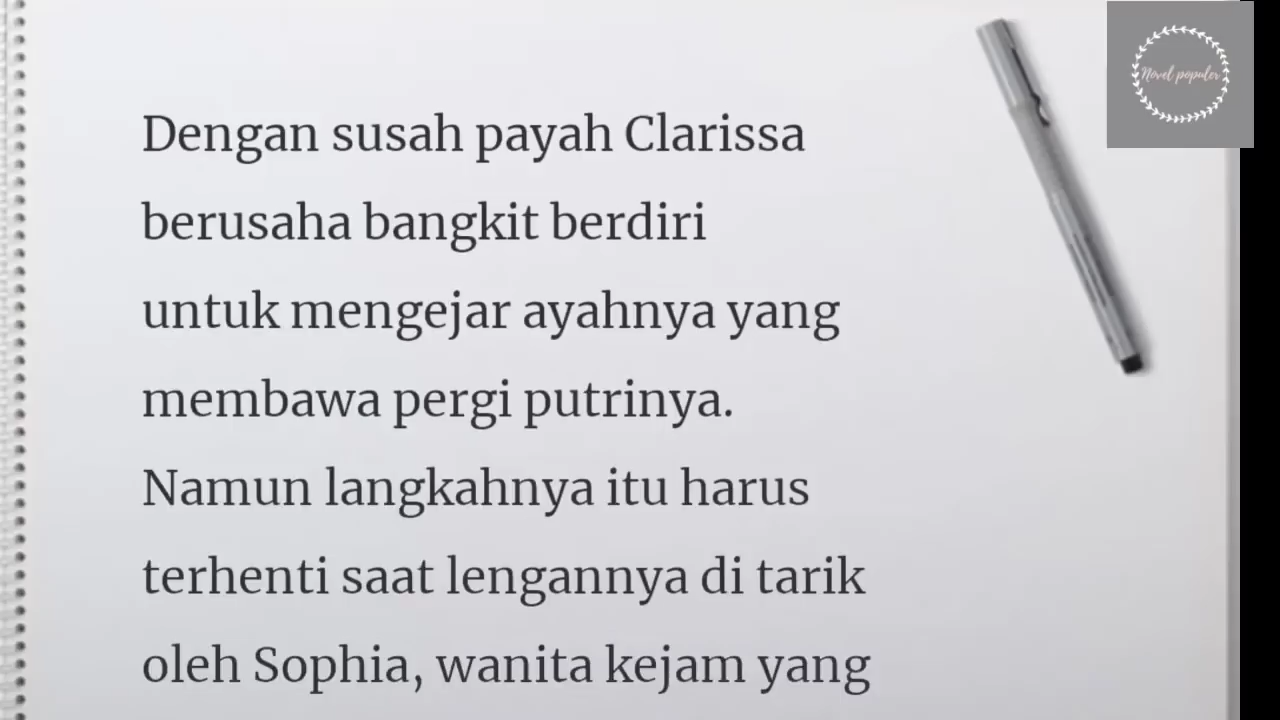 Novel populer
Dengan susah payah Clarissa
berusaha bangkit berdiri
untuk mengejar ayahnya yang
membawa pergi putrinya.
Namun langkahnya itu harus
terhenti saat lengannya di tarik
oleh Sophia, wanita kejam yang